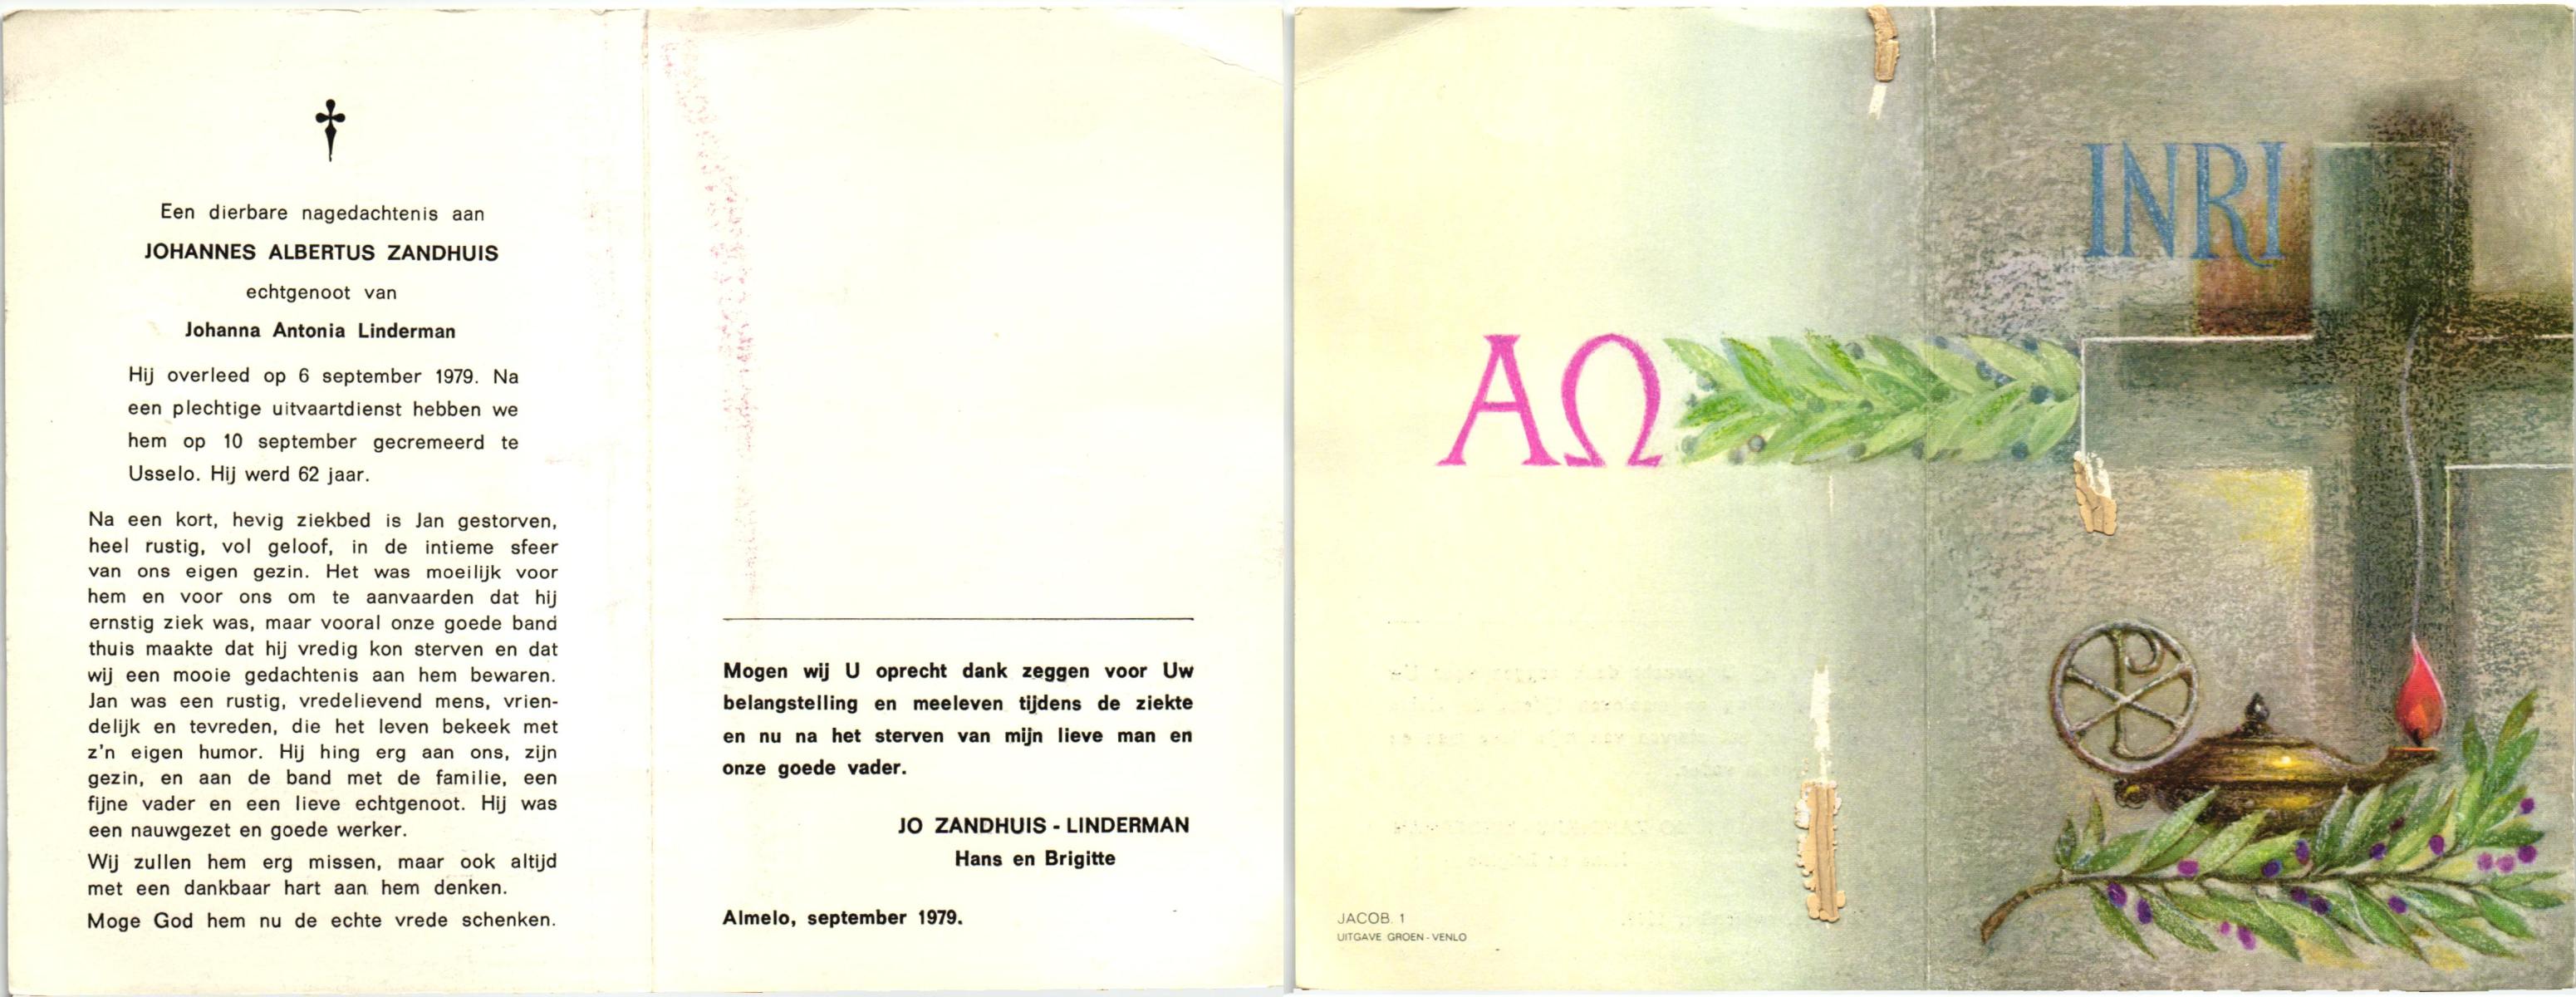 Een dierbare nagedachtenis aan
JOHANNES ALBERTUS ZANDHUIS
echtgenoot van
Johanna Antonia Linderman
Hij overleed op 6 september 1979. Na
een plechtige uitvaartdienst hebben we
hem op 10 september gecremeerd te
Usselo. Hij werd 62 jaar.
Na een kort, hevig ziekbed is Jan gestorven,
heel rustig, vol geloof, in de intieme sfeer
van ons eigen gezin. Het was moeilijk voor
hem en voor ons om te aanvaarden dat hij
ernstig ziek was, maar vooral onze goede band
thuis maakte dat hij vredig kon sterven en dat
wij een mooie gedachtenis aan hem bewaren.
Jan was een rustig, vredelievend mens, vrien-
delijk en tevreden, die het leven bekeek met
z'n eigen humor. Hij hing erg aan ons, zijn
gezin, en aan de band met de familie, een
fijne vader en een lieve echtgenoot. Hij was
een nauwgezet en goede werker.
Wij zullen hem erg missen, maar ook altijd
met een dankbaar hart aan hem denken.
Moge God hem nu de echte vrede schenken.
Mogen wij U oprecht dank zeggen voor Uw
belangstelling en meeleven tijdens de ziekte
en nu na het sterven van mijn lieve man en
onze goede vader.
JO ZANDHUIS - LINDERMAN
Hans en Brigitte
Almelo, september 1979.
ΑΩ
JACOB. 1
UITGAVE GROEN - VENLO
INRI